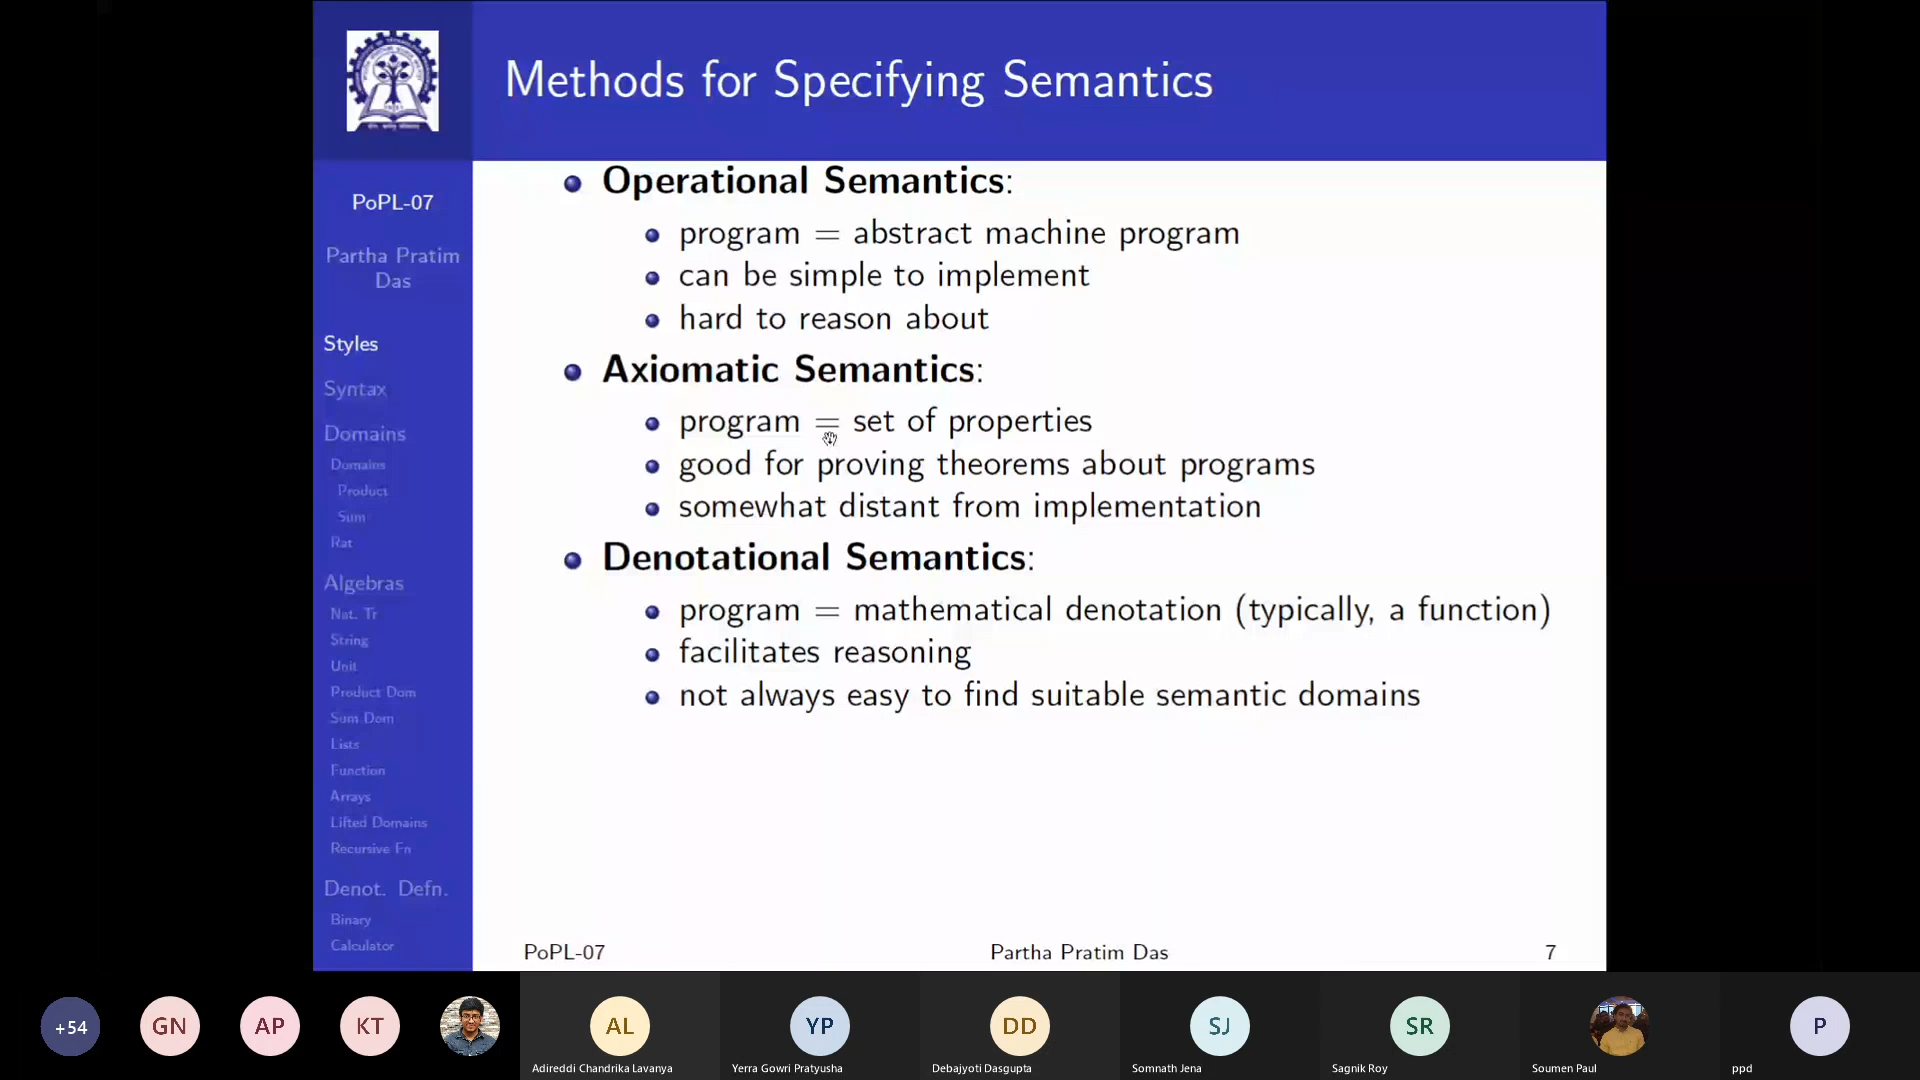 Methods for Specifying Semantics
PoPL-07
Partha Pratim
Das
Styles
Syntax
Domains
Domains
Product
Sum
Rat
Algebras
Nat. Tr
String
Unit
Product Dom
Sum Dom
Lists
Function
Arrays
Lifted Domains
Recursive Fn
Denot. Defn.
Binary
Calculator
Operational Semantics:
program = abstract machine program
can be simple to implement
hard to reason about
Axiomatic Semantics:
program = set of properties
good for proving theorems about programs
somewhat distant from implementation
Denotational Semantics:
program = mathematical denotation (typically, a function)
facilitates reasoning
not always easy to find suitable semantic domains
PoPL-07 Partha Pratim Das 7
+54 GN AP KT AL YP DD SJ SR P
Adireddi Chandrika Lavanya Yerra Gowri Pratyusha Debajyoti Dasgupta Somnath Jena Sagnik Roy Soumen Paul ppd